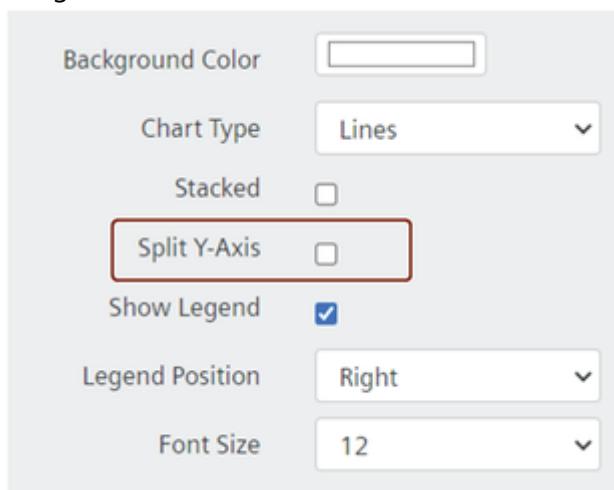 Background Color
Chart Type Lines
Stacked
Split Y-Axis
Show Legend
Legend Position Right
Font Size 12